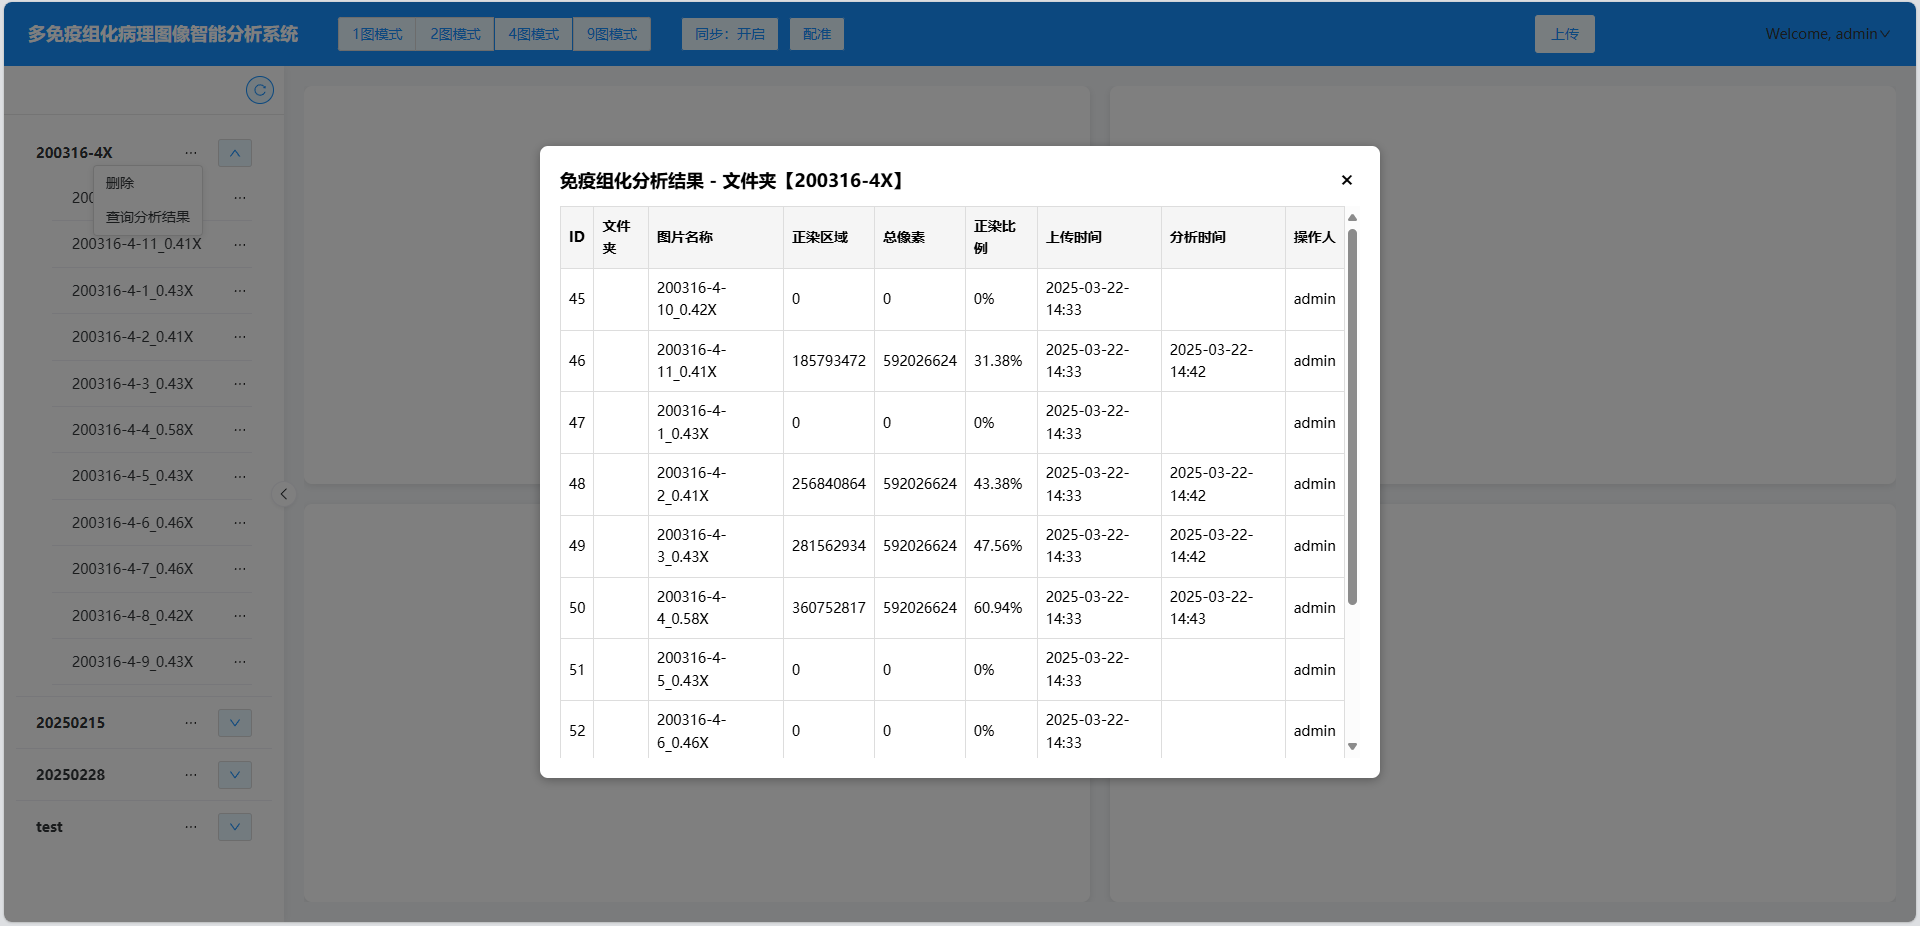 多免疫组化病理图像智能分析系统 1图模式 2图模式 4图模式 9图模式 同步：开启 配准 上传 Welcome, admin
200316-4X ...
删除
查询分析结果
200 ...
200316-4-11_0.41X ...
200316-4-1_0.43X ...
200316-4-2_0.41X ...
200316-4-3_0.43X ...
200316-4-4_0.58X ...
200316-4-5_0.43X ...
200316-4-6_0.46X ...
200316-4-7_0.46X ...
200316-4-8_0.42X ...
200316-4-9_0.43X ...
20250215 ...
20250228 ...
test ...
免疫组化分析结果 - 文件夹【200316-4X】 ×
ID 文件夹 图片名称 正染区域 总像素 正染比例 上传时间 分析时间 操作人
45 200316-4-10_0.42X 0 0 0% 2025-03-22-14:33 admin
46 200316-4-11_0.41X 185793472 592026624 31.38% 2025-03-22-14:33 2025-03-22-14:42 admin
47 200316-4-1_0.43X 0 0 0% 2025-03-22-14:33 admin
48 200316-4-2_0.41X 256840864 592026624 43.38% 2025-03-22-14:33 2025-03-22-14:42 admin
49 200316-4-3_0.43X 281562934 592026624 47.56% 2025-03-22-14:33 2025-03-22-14:42 admin
50 200316-4-4_0.58X 360752817 592026624 60.94% 2025-03-22-14:33 2025-03-22-14:43 admin
51 200316-4-5_0.43X 0 0 0% 2025-03-22-14:33 admin
52 200316-4-6_0.46X 0 0 0% 2025-03-22-14:33 admin